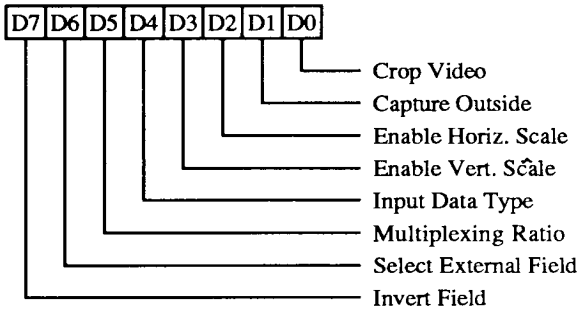 D7 D6 D5 D4 D3 D2 D1 D0
Crop Video
Capture Outside
Enable Horiz. Scale
Enable Vert. Scale
Input Data Type
Multiplexing Ratio
Select External Field
Invert Field